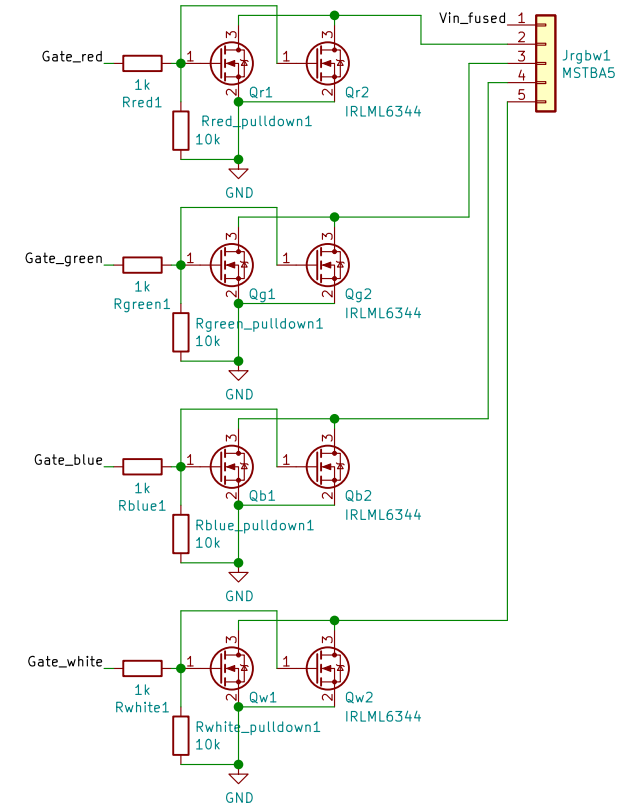 Vin_fused
1
2
3
4
5
Jrgbw1
MSTBA5
Gate_red
1k
Rred1
1
3
2
Qr1
1
3
2
Qr2
IRLML6344
Rred_pulldown1
10k
GND
Gate_green
1k
Rgreen1
1
3
2
Qg1
1
3
2
Qg2
IRLML6344
Rgreen_pulldown1
10k
GND
Gate_blue
1k
Rblue1
1
3
2
Qb1
1
3
2
Qb2
IRLML6344
Rblue_pulldown1
10k
GND
Gate_white
1k
Rwhite1
1
3
2
Qw1
1
3
2
Qw2
IRLML6344
Rwhite_pulldown1
10k
GND